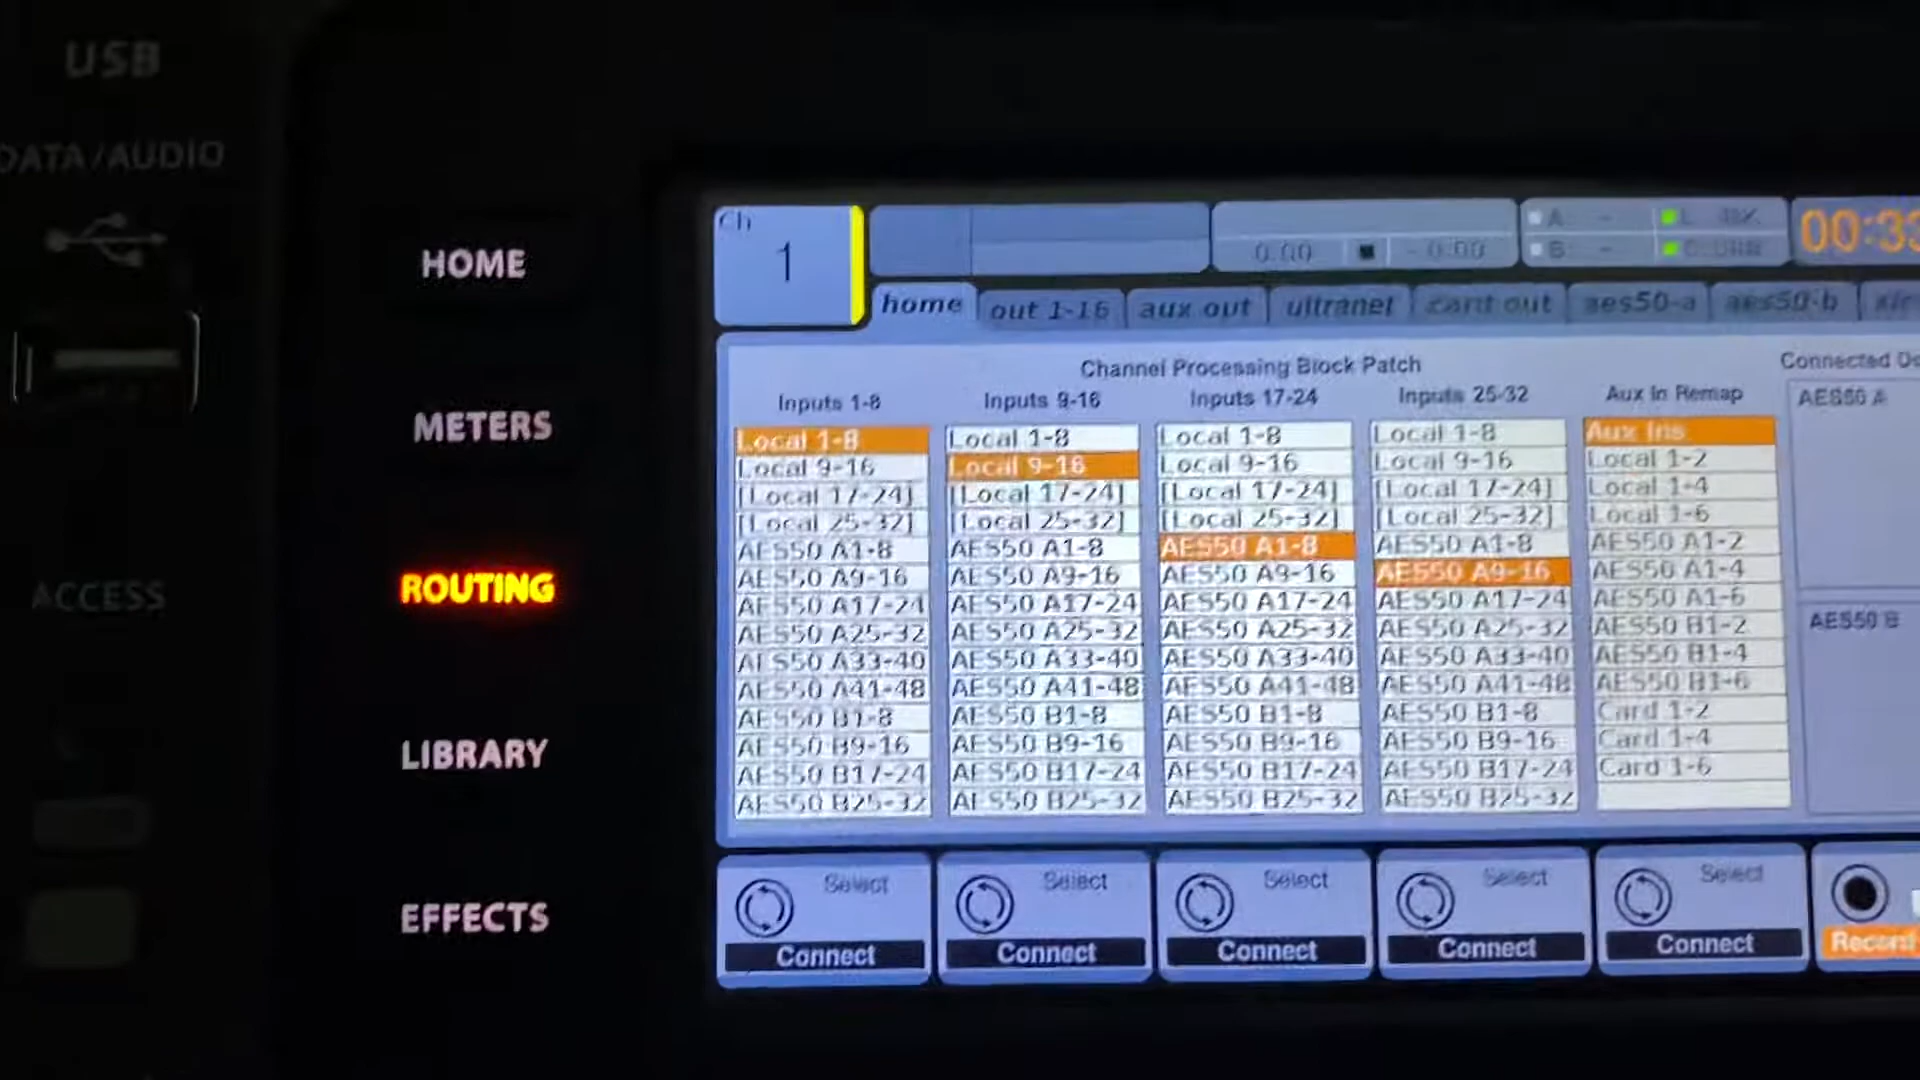 USB
DATA/AUDIO
ACCESS
HOME
METERS
ROUTING
LIBRARY
EFFECTS
Ch
1
0.00 - 0.00
A: - L:
B: - C:
00:33
home out 1-16 aux out ultranet card out aes50-a aes50-b
Channel Processing Block Patch
Connected
Inputs 1-8 Inputs 9-16 Inputs 17-24 Inputs 25-32 Aux In Remap AES50 A
Local 1-8 Local 1-8 Local 1-8 Local 1-8 Aux Ins
Local 9-16 Local 9-16 Local 9-16 Local 9-16 Local 1-2
[Local 17-24] [Local 17-24] [Local 17-24] [Local 17-24] Local 1-4
[Local 25-32] [Local 25-32] [Local 25-32] [Local 25-32] Local 1-6
AES50 A1-8 AES50 A1-8 AES50 A1-8 AES50 A1-8 AES50 A1-2
AES50 A9-16 AES50 A9-16 AES50 A9-16 AES50 A9-16 AES50 A1-4
AES50 A17-24 AES50 A17-24 AES50 A17-24 AES50 A17-24 AES50 A1-6
AES50 A25-32 AES50 A25-32 AES50 A25-32 AES50 A25-32 AES50 B1-2 AES50 B
AES50 A33-40 AES50 A33-40 AES50 A33-40 AES50 A33-40 AES50 B1-4
AES50 A41-48 AES50 A41-48 AES50 A41-48 AES50 A41-48 AES50 B1-6
AES50 B1-8 AES50 B1-8 AES50 B1-8 AES50 B1-8 Card 1-2
AES50 B9-16 AES50 B9-16 AES50 B9-16 AES50 B9-16 Card 1-4
AES50 B17-24 AES50 B17-24 AES50 B17-24 AES50 B17-24 Card 1-6
AES50 B25-32 AES50 B25-32 AES50 B25-32 AES50 B25-32
Select Select Select Select Select
Connect Connect Connect Connect Connect Record